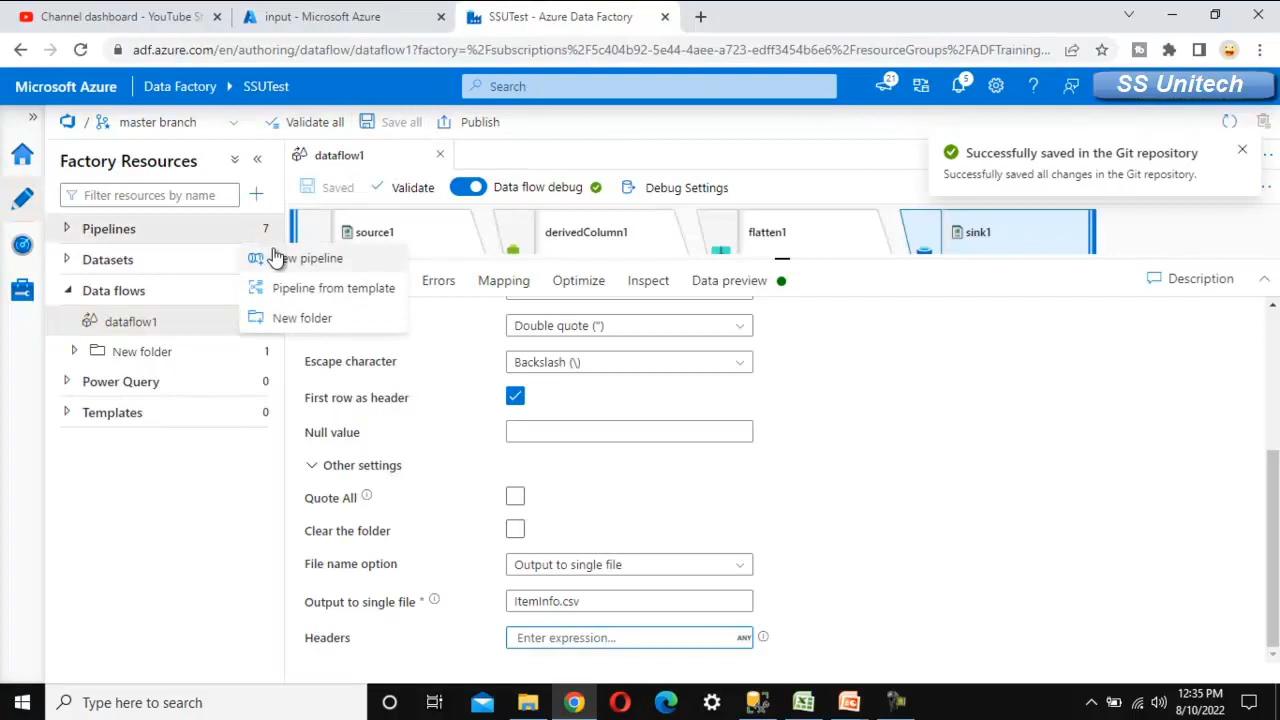 Channel dashboard - YouTube St
input - Microsoft Azure
SSUTest - Azure Data Factory
adf.azure.com/en/authoring/dataflow/dataflow1?factory=%2Fsubscriptions%2F5c404b92-5e44-4aee-a723-edff3454b6e6%2FresourceGroups%2FADFTraining...
Microsoft Azure
Data Factory
SSUTest
Search
21
5
SS Unitech
/
master branch
Validate all
Save all
Publish
Factory Resources
dataflow1
Successfully saved in the Git repository
Successfully saved all changes in the Git repository.
Filter resources by name
Saved
Validate
Data flow debug
Debug Settings
Pipelines 7
source1
derivedColumn1
flatten1
sink1
Datasets
pipeline
Data flows
Pipeline from template
dataflow1
New folder
New folder 1
Power Query 0
Templates 0
Errors
Mapping
Optimize
Inspect
Data preview
Description
Double quote (")
Escape character
Backslash (\)
First row as header
Null value
Other settings
Quote All
Clear the folder
File name option
Output to single file
Output to single file *
ItemInfo.csv
Headers
Enter expression...
ANY
Type here to search
12:35 PM
8/10/2022